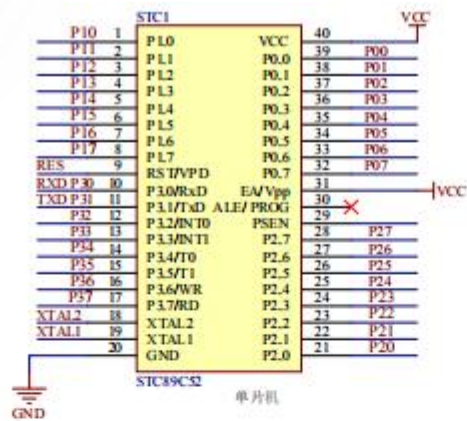 STC1
VCC
P10 1 P1.0 VCC 40
P11 2 P1.1 P0.0 39 P00
P12 3 P1.2 P0.1 38 P01
P13 4 P1.3 P0.2 37 P02
P14 5 P1.4 P0.3 36 P03
P15 6 P1.5 P0.4 35 P04
P16 7 P1.6 P0.5 34 P05
P17 8 P1.7 P0.6 33 P06
RES 9 RST/VPD P0.7 32 P07
RXD P30 10 P3.0/RxD EA/Vpp 31 VCC
TXD P31 11 P3.1/TxD ALE/PROG 30
P32 12 P3.2/INT0 PSEN 29
P33 13 P3.3/INT1 P2.7 28 P27
P34 14 P3.4/T0 P2.6 27 P26
P35 15 P3.5/T1 P2.5 26 P25
P36 16 P3.6/WR P2.4 25 P24
P37 17 P3.7/RD P2.3 24 P23
XTAL2 18 XTAL2 P2.2 23 P22
XTAL1 19 XTAL1 P2.1 22 P21
20 GND P2.0 21 P20
STC89C52
单片机
GND